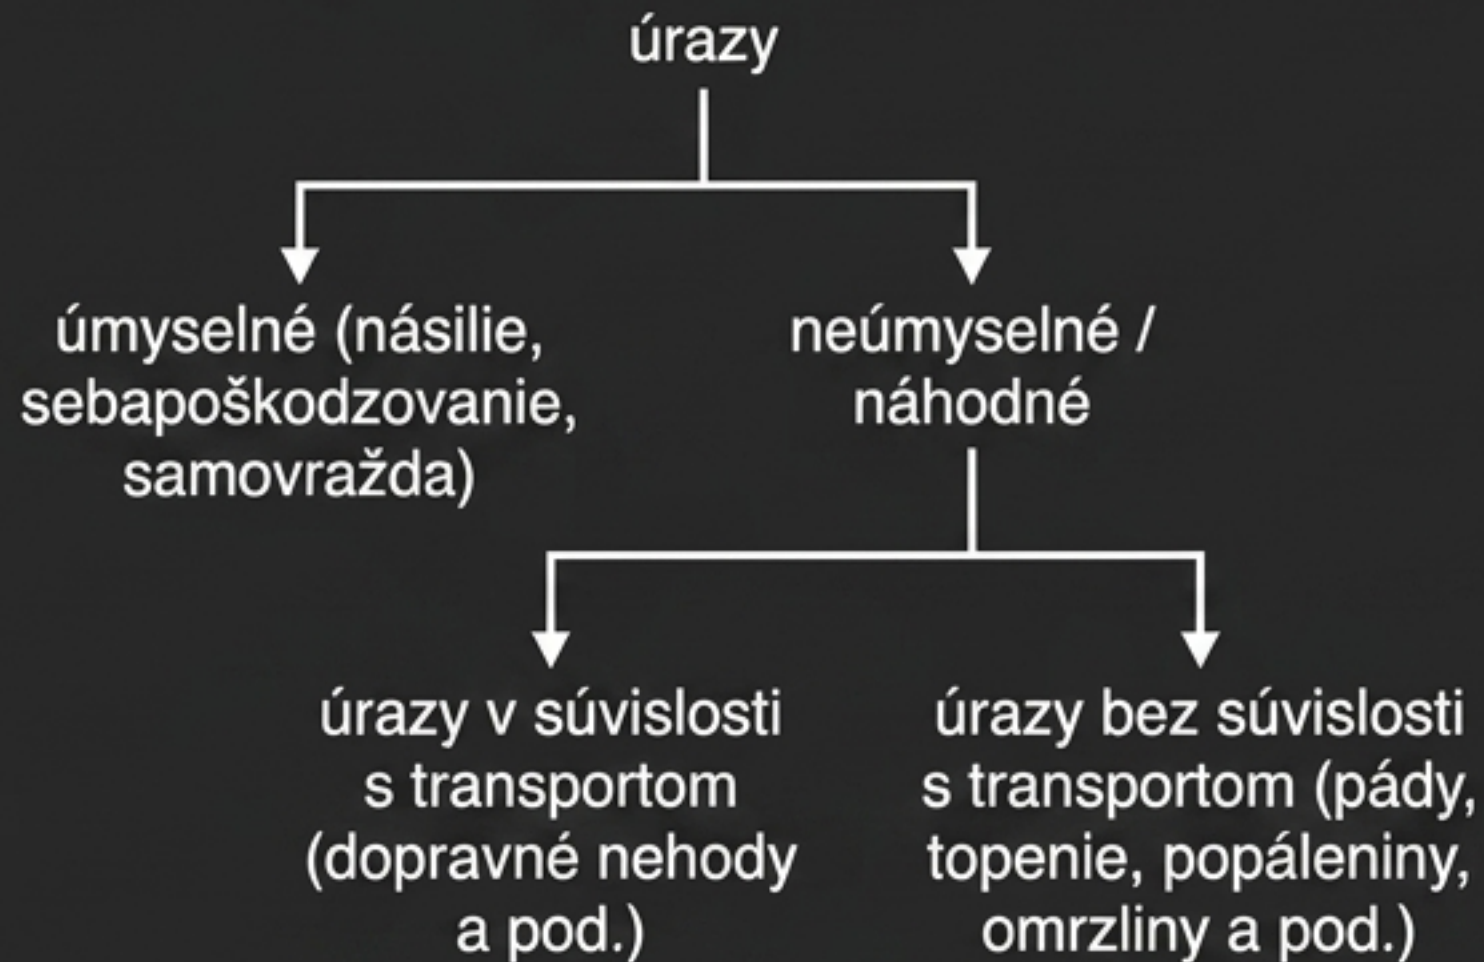 úrazy
úmyselné (násilie,
sebapoškodzovanie,
samovražda)
neúmyselné /
náhodné
úrazy v súvislosti
s transportom
(dopravné nehody
a pod.)
úrazy bez súvislosti
s transportom (pády,
topenie, popáleniny,
omrzliny a pod.)